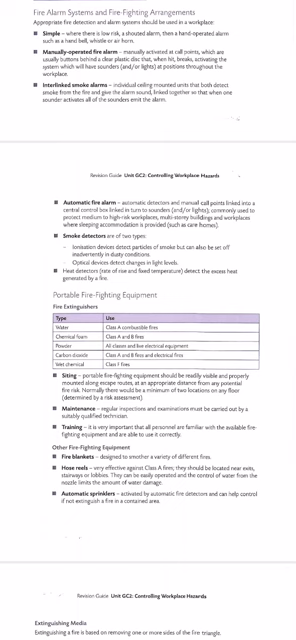 Fire Alarm Systems and Fire-Fighting Arrangements
Appropriate fire detection and alarm systems should be used in a workplace:
■ Simple – where there is low risk, a shouted alarm, then a hand-operated alarm
such as a hand bell, whistle or air horn.
■ Manually-operated fire alarm – manually activated at call points, which are
usually buttons behind a clear plastic disc that, when hit, breaks, activating the
system which will have sounders (and/or lights) at positions throughout the
workplace.
■ Interlinked smoke alarms – individual ceiling mounted units that both detect
smoke from the fire and give the alarm sound, linked together so that when one
sounder activates all of the sounders emit the alarm.
Revision Guide Unit GC2: Controlling Workplace Hazards
■ Automatic fire alarm – automatic detectors and manual call points linked into a
central control box linked in turn to sounders (and/or lights); commonly used to
protect medium to high-risk workplaces, multi-storey buildings and workplaces
where sleeping accommodation is provided (such as care homes).
■ Smoke detectors are of two types:
– Ionisation devices detect particles of smoke but can also be set off
inadvertently in dusty conditions.
– Optical devices detect changes in light levels.
■ Heat detectors (rate of rise and fixed temperature) detect the excess heat
generated by a fire.
Portable Fire-Fighting Equipment
Fire Extinguishers
Type Use
Water Class A combustible fires
Chemical foam Class A and B fires
Powder All classes and live electrical equipment
Carbon dioxide Class A and B fires and electrical fires
Wet chemical Class F fires
■ Siting – portable fire-fighting equipment should be readily visible and properly
mounted along escape routes, at an appropriate distance from any potential
fire risk. Normally there would be a minimum of two locations on any floor
(determined by a risk assessment).
■ Maintenance – regular inspections and examinations must be carried out by a
suitably qualified technician.
■ Training – it is very important that all personnel are familiar with the available fire-
fighting equipment and are able to use it correctly.
Other Fire-Fighting Equipment
■ Fire blankets – designed to smother a variety of different fires.
■ Hose reels – very effective against Class A fires; they should be located near exits,
stairways or lobbies. They can be easily operated and the control of water from the
nozzle limits the amount of water damage.
■ Automatic sprinklers – activated by automatic fire detectors and can help control
if not extinguish a fire in a contained area.
Revision Guide Unit GC2: Controlling Workplace Hazards
Extinguishing Media
Extinguishing a fire is based on removing one or more sides of the fire triangle.